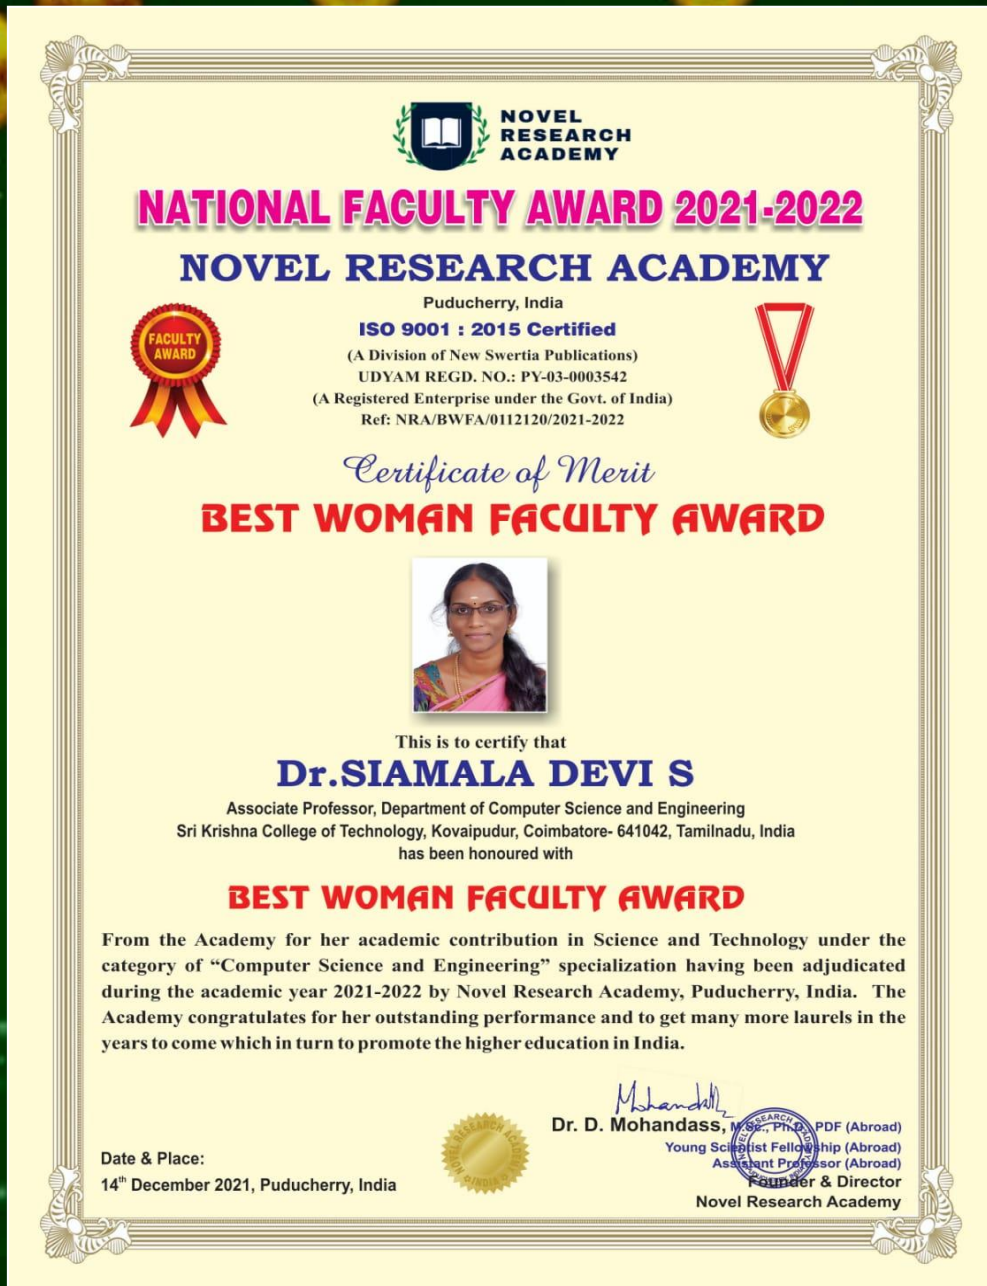 NOVEL
RESEARCH
ACADEMY
NATIONAL FACULTY AWARD 2021-2022
NOVEL RESEARCH ACADEMY
Puducherry, India
ISO 9001 : 2015 Certified
(A Division of New Swertia Publications)
UDYAM REGD. NO.: PY-03-0003542
(A Registered Enterprise under the Govt. of India)
Ref: NRA/BWFA/0112120/2021-2022
FACULTY
AWARD
Certificate of Merit
BEST WOMAN FACULTY AWARD
This is to certify that
Dr.SIAMALA DEVI S
Associate Professor, Department of Computer Science and Engineering
Sri Krishna College of Technology, Kovaipudur, Coimbatore- 641042, Tamilnadu, India
has been honoured with
BEST WOMAN FACULTY AWARD
From the Academy for her academic contribution in Science and Technology under the
category of “Computer Science and Engineering” specialization having been adjudicated
during the academic year 2021-2022 by Novel Research Academy, Puducherry, India. The
Academy congratulates for her outstanding performance and to get many more laurels in the
years to come which in turn to promote the higher education in India.
Dr. D. Mohandass, M.Sc., Ph.D., PDF (Abroad)
Young Scientist Fellowship (Abroad)
Assistant Professor (Abroad)
Founder & Director
Novel Research Academy
Date & Place:
14th December 2021, Puducherry, India
NOVEL RESEARCH ACADEMY
INDIA